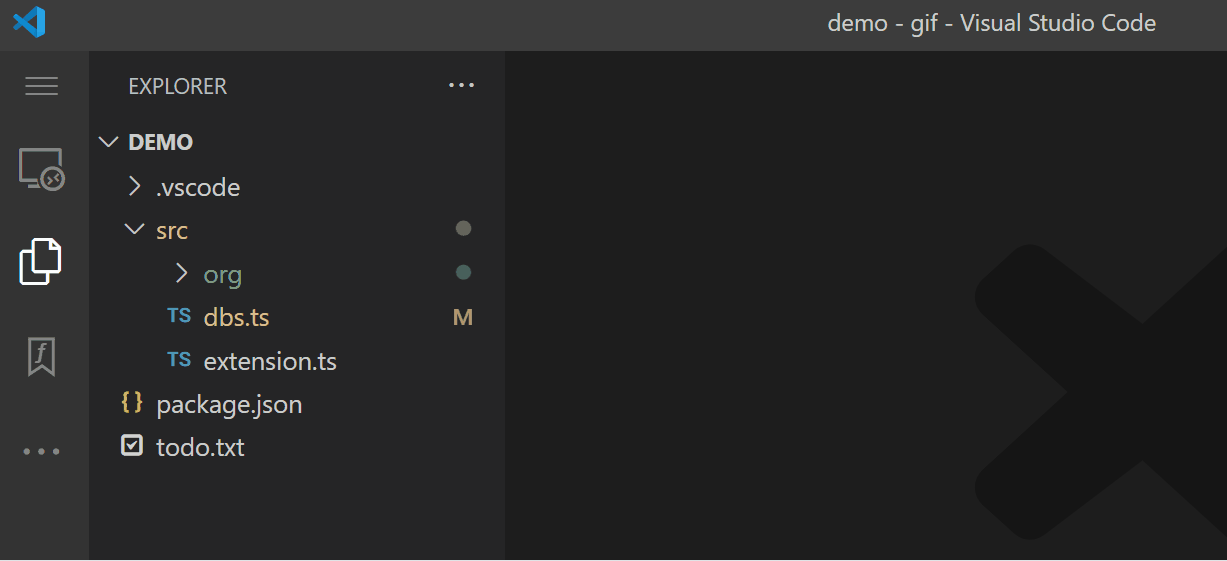 demo - gif - Visual Studio Code
EXPLORER
DEMO
.vscode
src
org
TS dbs.ts M
TS extension.ts
{} package.json
todo.txt